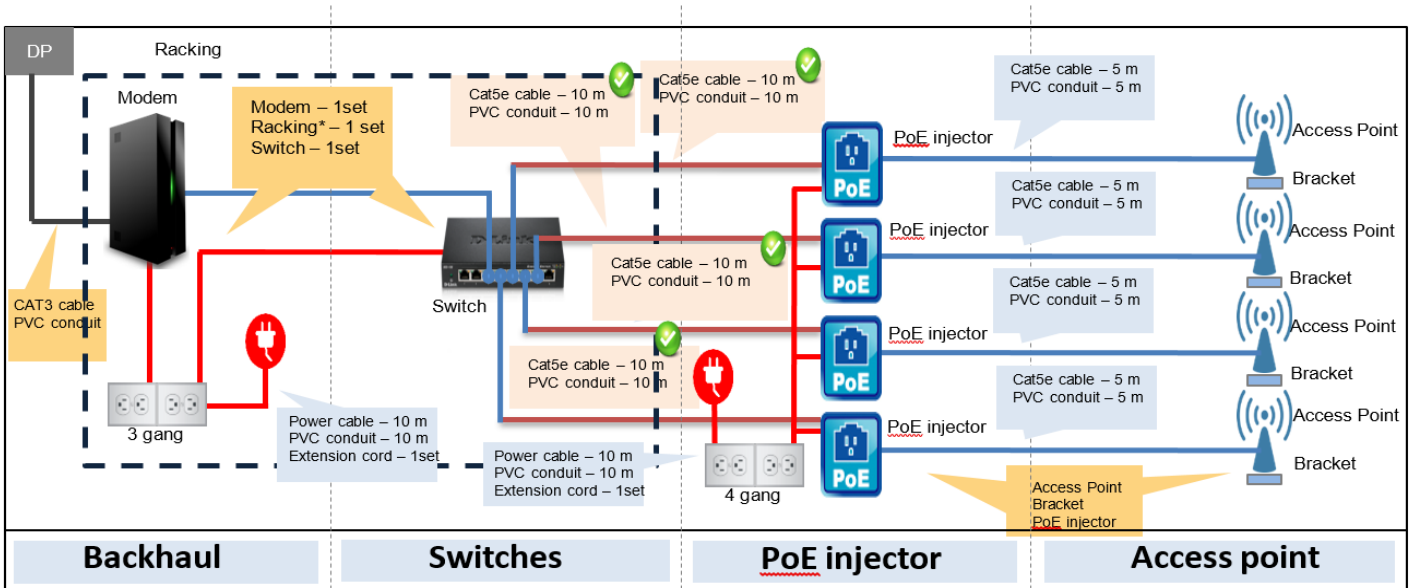 DP
Racking
Modem
Modem – 1set
Racking* – 1 set
Switch – 1set
Cat5e cable – 10 m
PVC conduit – 10 m
Cat5e cable – 10 m
PVC conduit – 10 m
Cat5e cable – 5 m
PVC conduit – 5 m
PoE injector
PoE
Access Point
Bracket
Cat5e cable – 5 m
PVC conduit – 5 m
PoE injector
PoE
Access Point
Bracket
D-Link
Switch
Cat5e cable – 10 m
PVC conduit – 10 m
Cat5e cable – 5 m
PVC conduit – 5 m
CAT3 cable
PVC conduit
PoE injector
PoE
Access Point
Bracket
Cat5e cable – 10 m
PVC conduit – 10 m
Cat5e cable – 5 m
PVC conduit – 5 m
3 gang
Power cable – 10 m
PVC conduit – 10 m
Extension cord – 1set
Power cable – 10 m
PVC conduit – 10 m
Extension cord – 1set
4 gang
PoE injector
PoE
Access Point
Bracket
Access Point
Bracket
PoE injector
Backhaul
Switches
PoE injector
Access point